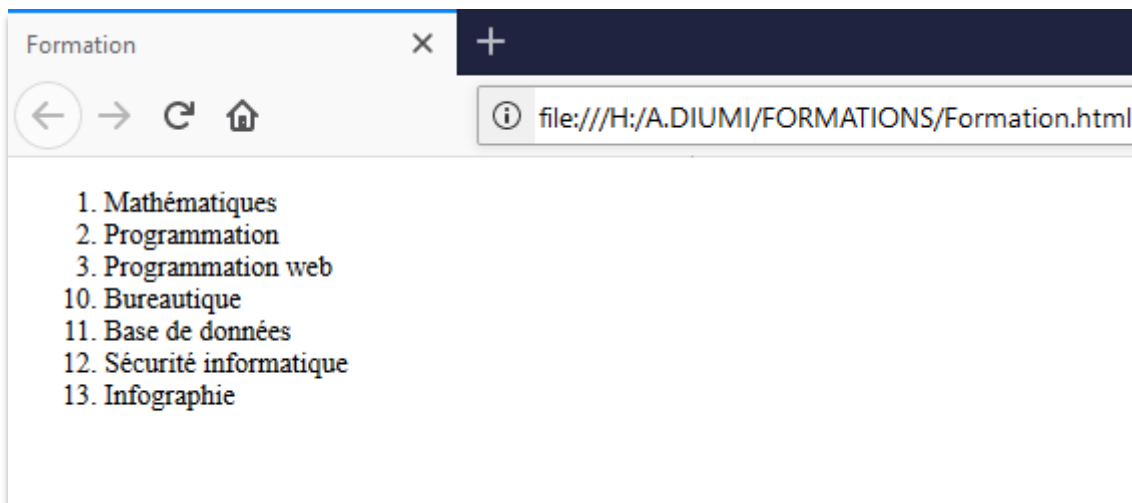 Formation
file:///H:/A.DIUMI/FORMATIONS/Formation.html
1. Mathématiques
2. Programmation
3. Programmation web
10. Bureautique
11. Base de données
12. Sécurité informatique
13. Infographie